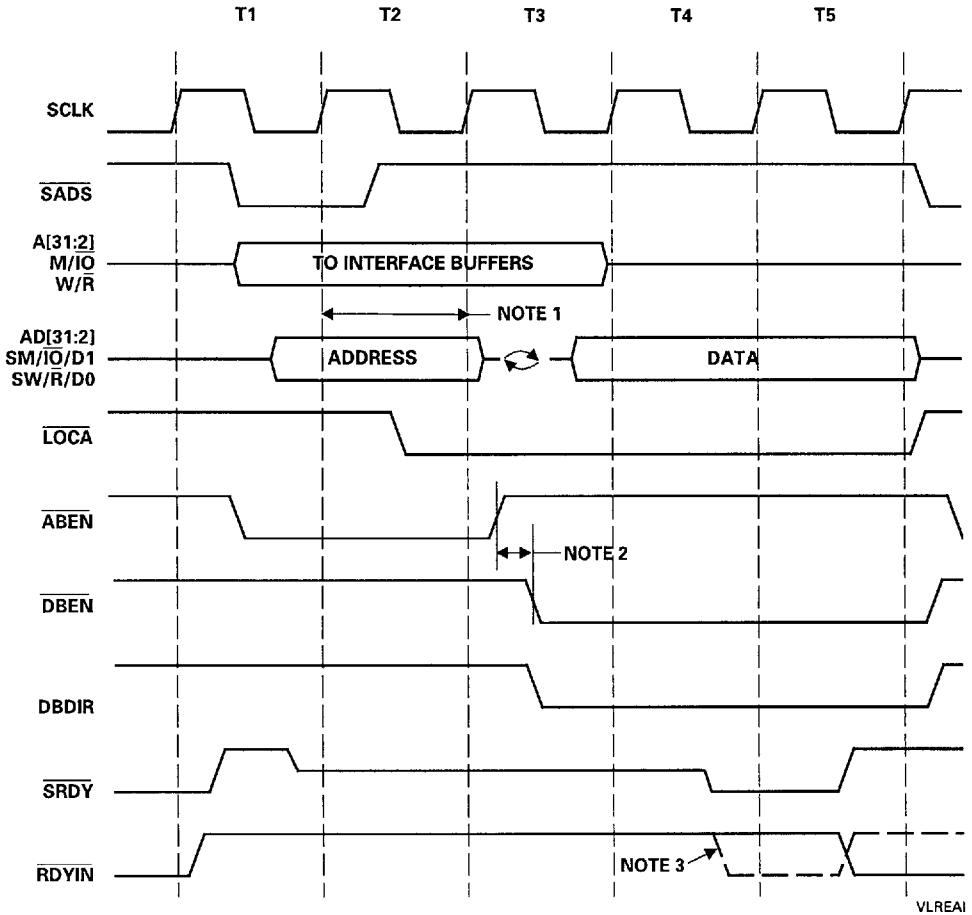 T1 T2 T3 T4 T5
SCLK
SADS
A[31:2]
M/IO
W/R
TO INTERFACE BUFFERS
NOTE 1
AD[31:2]
SM/IO/D1
SW/R/D0
ADDRESS
DATA
LOCA
ABEN
NOTE 2
DBEN
DBDIR
SRDY
NOTE 3
RDYIN
VLREAI